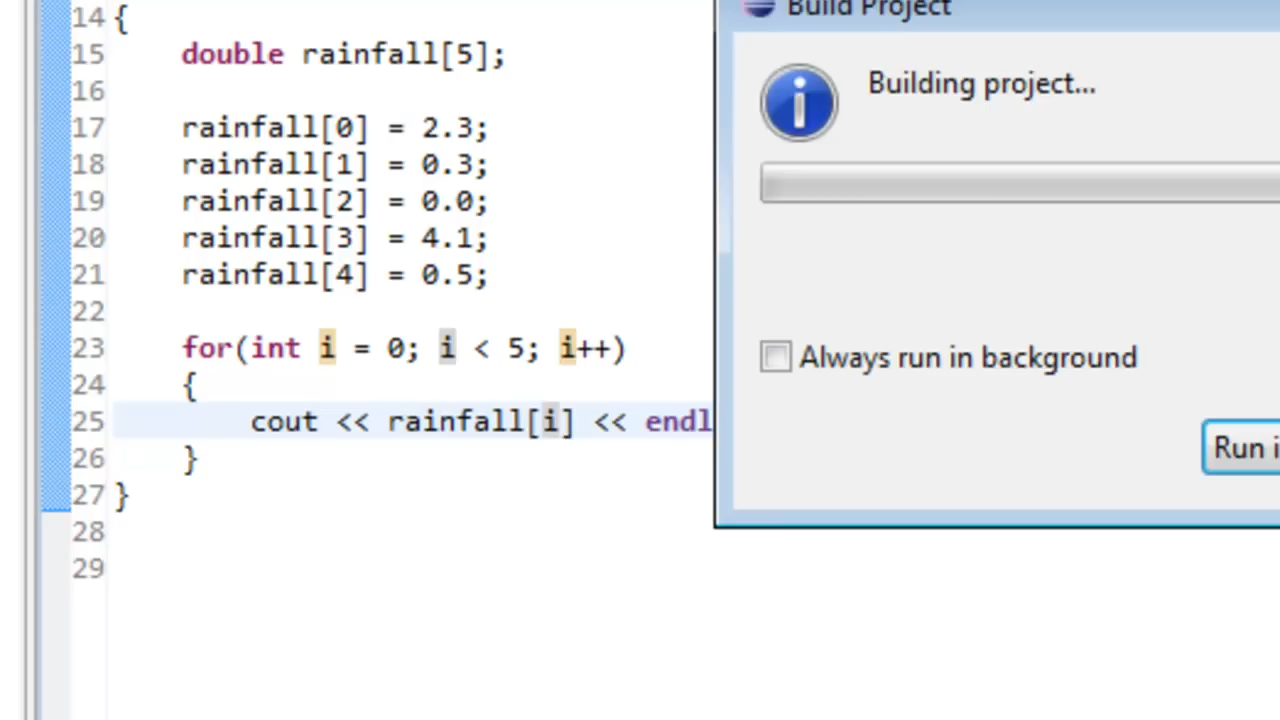 14 {
15     double rainfall[5];
16
17     rainfall[0] = 2.3;
18     rainfall[1] = 0.3;
19     rainfall[2] = 0.0;
20     rainfall[3] = 4.1;
21     rainfall[4] = 0.5;
22
23     for(int i = 0; i < 5; i++)
24     {
25         cout << rainfall[i] << endl
26     }
27 }
28
29
Build Project
Building project...
Always run in background
Run i